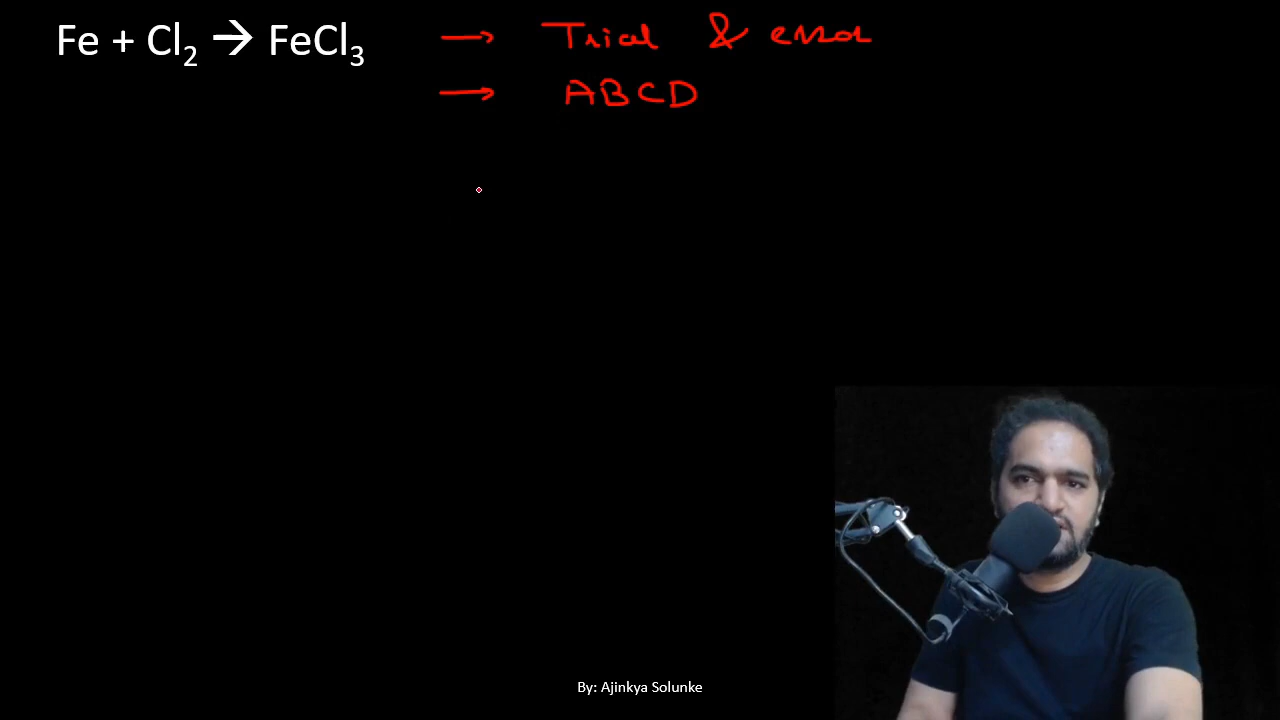 Fe + Cl₂ → FeCl₃ → Trial & error
→ ABCD
By: Ajinkya Solunke